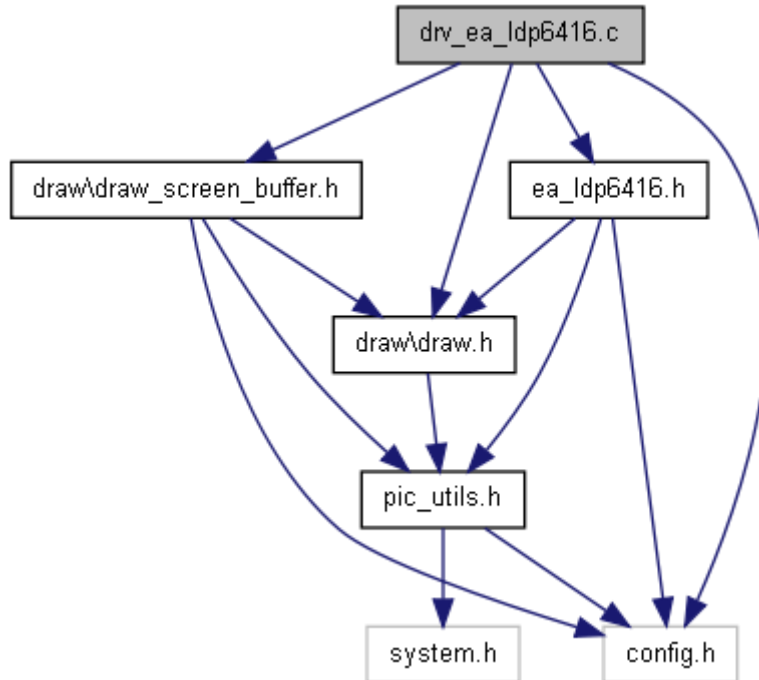 drv_ea_ldp6416.c
draw\draw_screen_buffer.h
ea_ldp6416.h
draw\draw.h
pic_utils.h
system.h
config.h